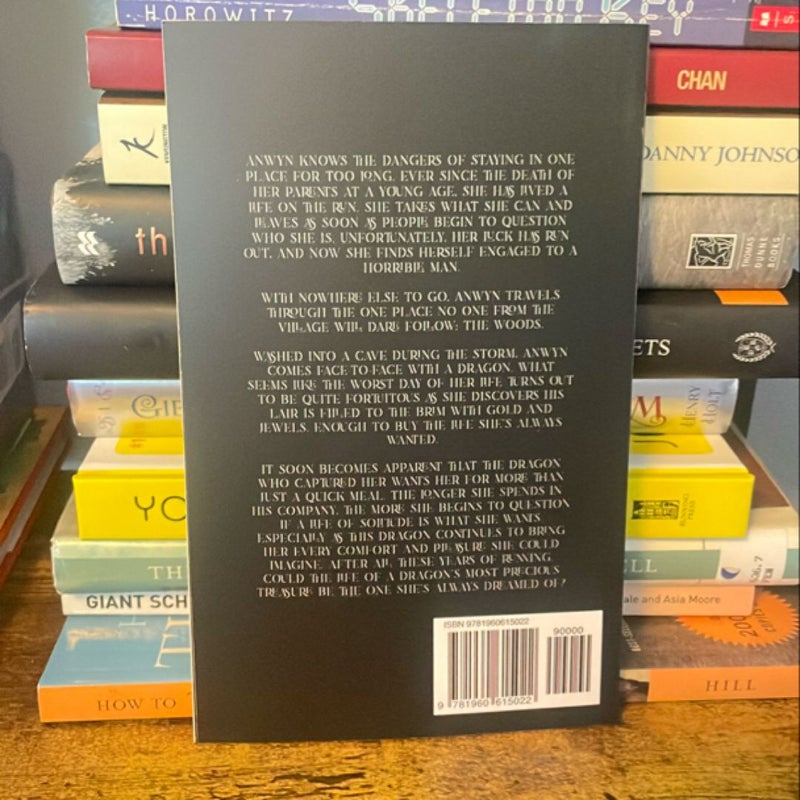 HOROWITZ
CHAN
KENSINGTON
DANNY JOHNSO
th
THOMAS
DUNNE
BOOKS
ETS
GIE
M
HENRY
HOLT
YO
RUNNING
PRESS
TH
ELL
GIANT SCH
ale and Asia Moore
HOW TO
HILL
ANWYN KNOWS THE DANGERS OF STAYING IN ONE
PLACE FOR TOO LONG. EVER SINCE THE DEATH OF
HER PARENTS AT A YOUNG AGE, SHE HAS LIVED A
LIFE ON THE RUN. SHE TAKES WHAT SHE CAN AND
LEAVES AS SOON AS PEOPLE BEGIN TO QUESTION
WHO SHE IS. UNFORTUNATELY, HER LUCK HAS RUN
OUT, AND NOW SHE FINDS HERSELF ENGAGED TO A
HORRIBLE MAN.
WITH NOWHERE ELSE TO GO, ANWYN TRAVELS
THROUGH THE ONE PLACE NO ONE FROM THE
VILLAGE WILL DARE FOLLOW: THE WOODS.
WASHED INTO A CAVE DURING THE STORM, ANWYN
COMES FACE-TO-FACE WITH A DRAGON. WHAT
SEEMS LIKE THE WORST DAY OF HER LIFE TURNS OUT
TO BE QUITE FORTUITOUS AS SHE DISCOVERS HIS
LAIR IS FILLED TO THE BRIM WITH GOLD AND
JEWELS. ENOUGH TO BUY THE LIFE SHE'S ALWAYS
WANTED.
IT SOON BECOMES APPARENT THAT THE DRAGON
WHO CAPTURED HER WANTS HER FOR MORE THAN
JUST A QUICK MEAL. THE LONGER SHE SPENDS IN
HIS COMPANY, THE MORE SHE BEGINS TO QUESTION
IF A LIFE OF SOLITUDE IS WHAT SHE WANTS
ESPECIALLY AS THIS DRAGON CONTINUES TO BRING
HER EVERY COMFORT AND PLEASURE SHE COULD
IMAGINE. AFTER ALL THESE YEARS OF RUNNING,
COULD THE LIFE OF A DRAGON'S MOST PRECIOUS
TREASURE BE THE ONE SHE'S ALWAYS DREAMED OF?
ISBN 9781960615022
90000
9 781960 615022